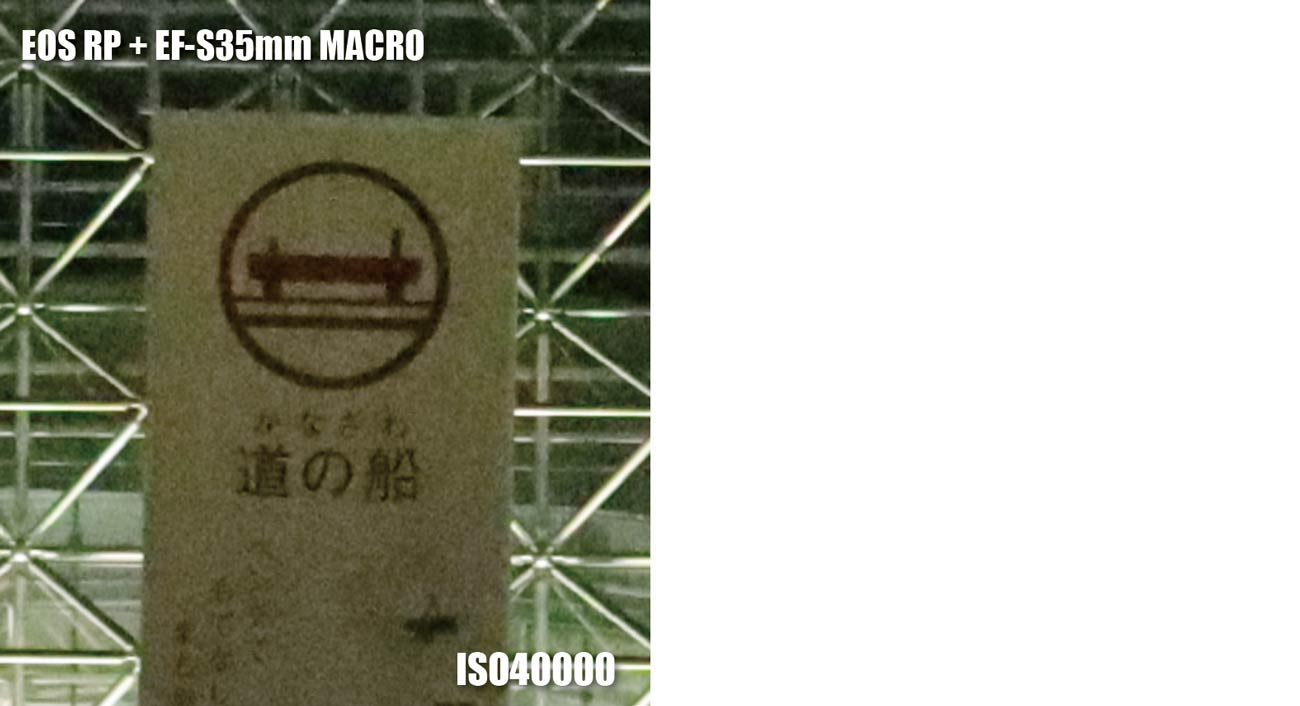 EOS RP + EF-S35mm MACRO
かなざわ
道の船
ISO40000